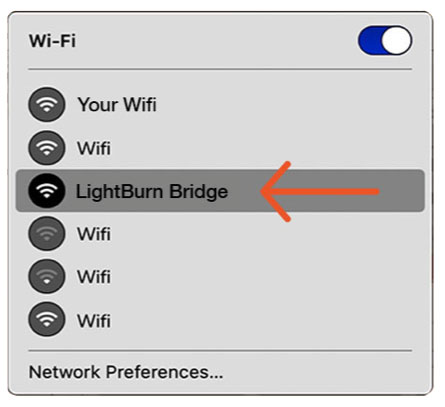 Wi-Fi
Your Wifi
Wifi
LightBurn Bridge
Wifi
Wifi
Wifi
Network Preferences...